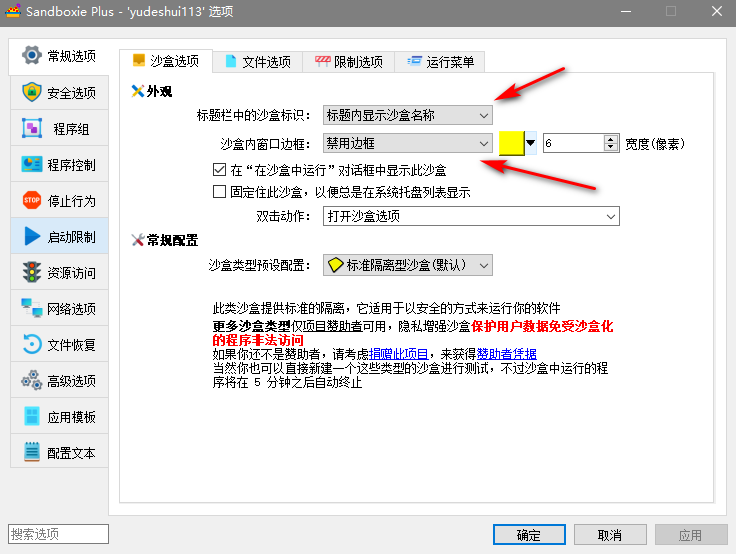 Sandboxie Plus - 'yudeshui113' 选项
常规选项
安全选项
程序组
程序控制
停止行为
启动限制
资源访问
网络选项
文件恢复
高级选项
应用模板
配置文本
沙盒选项
文件选项
限制选项
运行菜单
外观
标题栏中的沙盒标识：
标题内显示沙盒名称
沙盒内窗口边框：
禁用边框
6
宽度(像素)
在“在沙盒中运行”对话框中显示此沙盒
固定住此沙盒，以便总是在系统托盘列表显示
双击动作：
打开沙盒选项
常规配置
沙盒类型预设配置：
标准隔离型沙盒(默认)
此类沙盒提供标准的隔离，它适用于以安全的方式来运行你的软件
更多沙盒类型仅项目赞助者可用，隐私增强沙盒保护用户数据免受沙盒化
的程序非法访问
如果你还不是赞助者，请考虑捐赠此项目，来获得赞助者凭据
当然你也可以直接新建一个这些类型的沙盒进行测试，不过沙盒中运行的程
序将在 5 分钟之后自动终止
搜索选项
确定
取消
应用